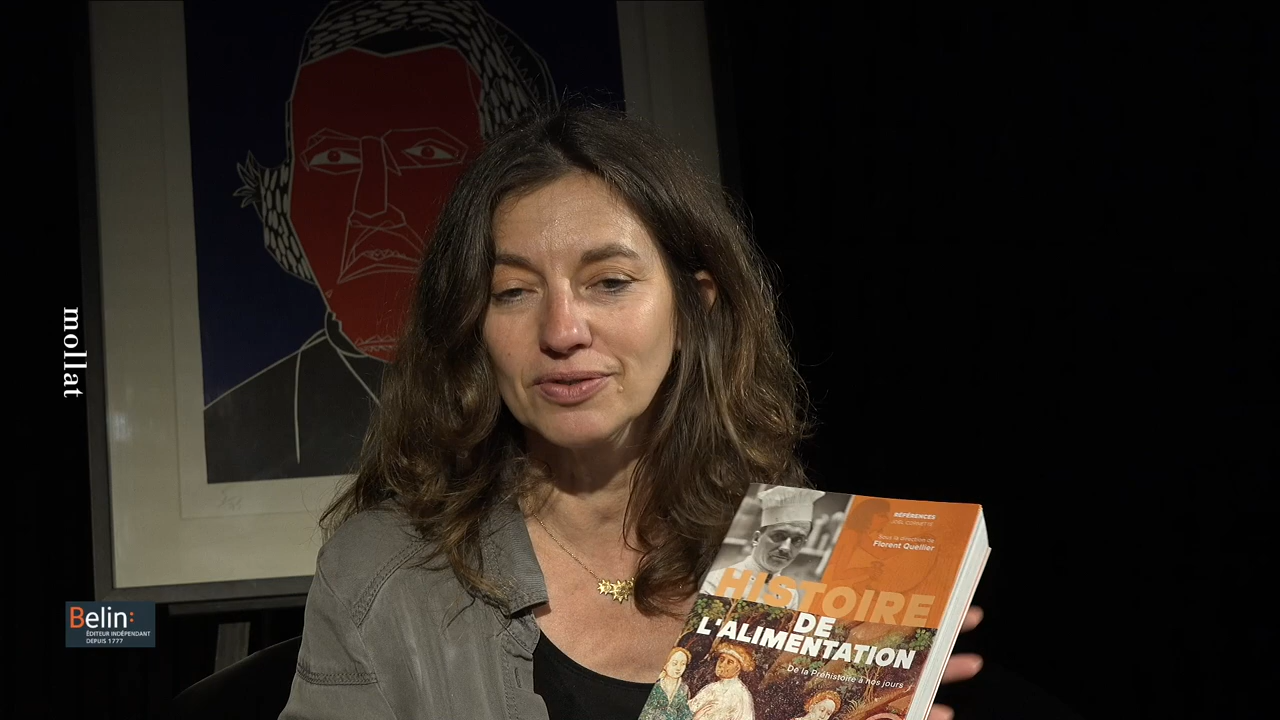 mollat
Belin:
ÉDITEUR INDÉPENDANT
DEPUIS 1777
RÉFÉRENCES
Sous la direction de
Florent Quellier
HISTOIRE
DE
L'ALIMENTATION
De la Préhistoire à nos jours